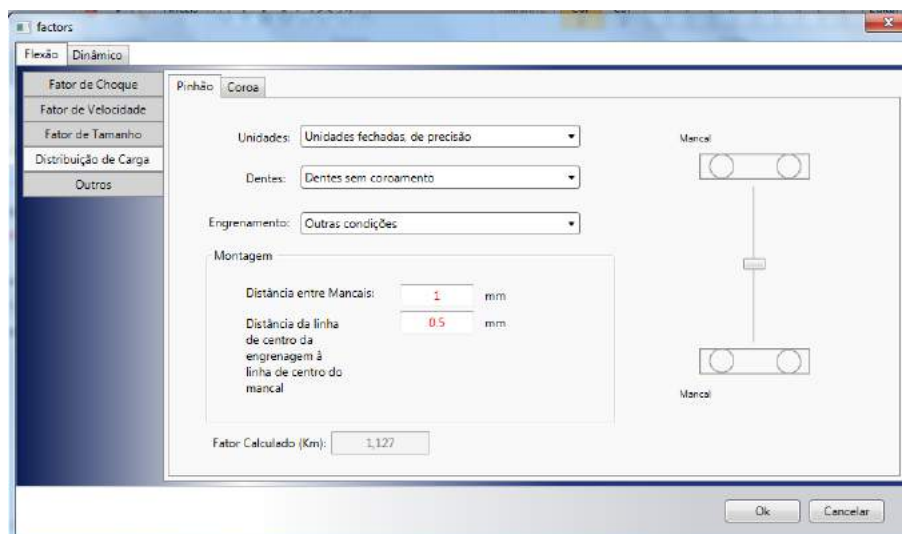 factors
Flexão Dinâmico
Fator de Choque
Fator de Velocidade
Fator de Tamanho
Distribuição de Carga
Outros
Pinhão Coroa
Unidades: Unidades fechadas, de precisão
Dentes: Dentes sem coroamento
Engrenamento: Outras condições
Montagem
Distância entre Mancais: 1 mm
Distância da linha 0.5 mm
de centro da
engrenagem à
linha de centro do
mancal
Fator Calculado (Km): 1,127
Mancal
Mancal
Ok Cancelar